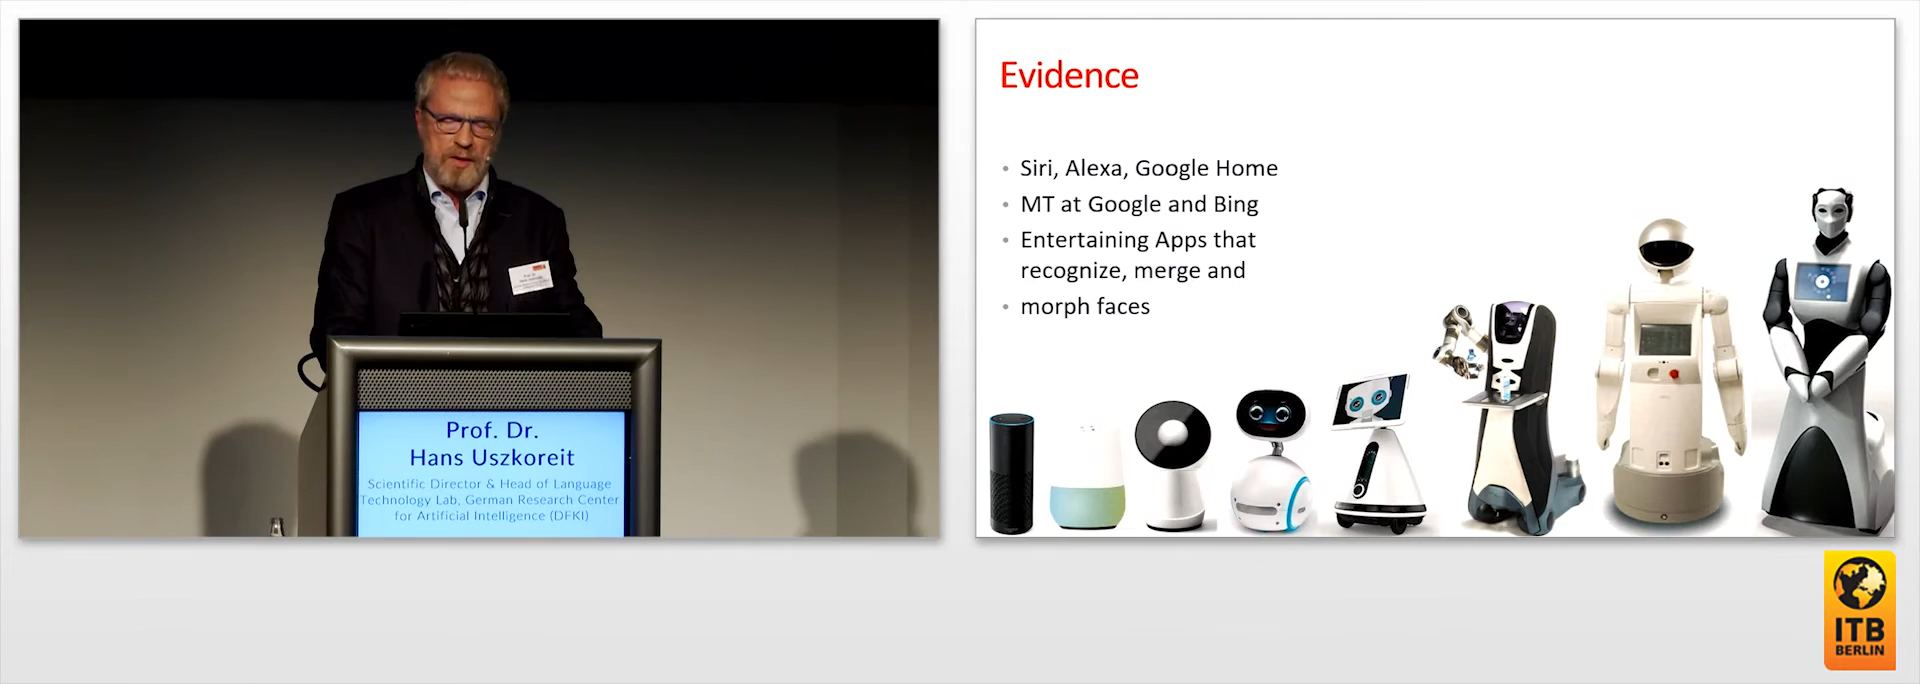 Prof. Dr.
Hans Uszkoreit
Scientific Director & Head of Language
Technology Lab, German Research Center
for Artificial Intelligence (DFKI)
Evidence
Siri, Alexa, Google Home
MT at Google and Bing
Entertaining Apps that
recognize, merge and
morph faces
ITB
BERLIN